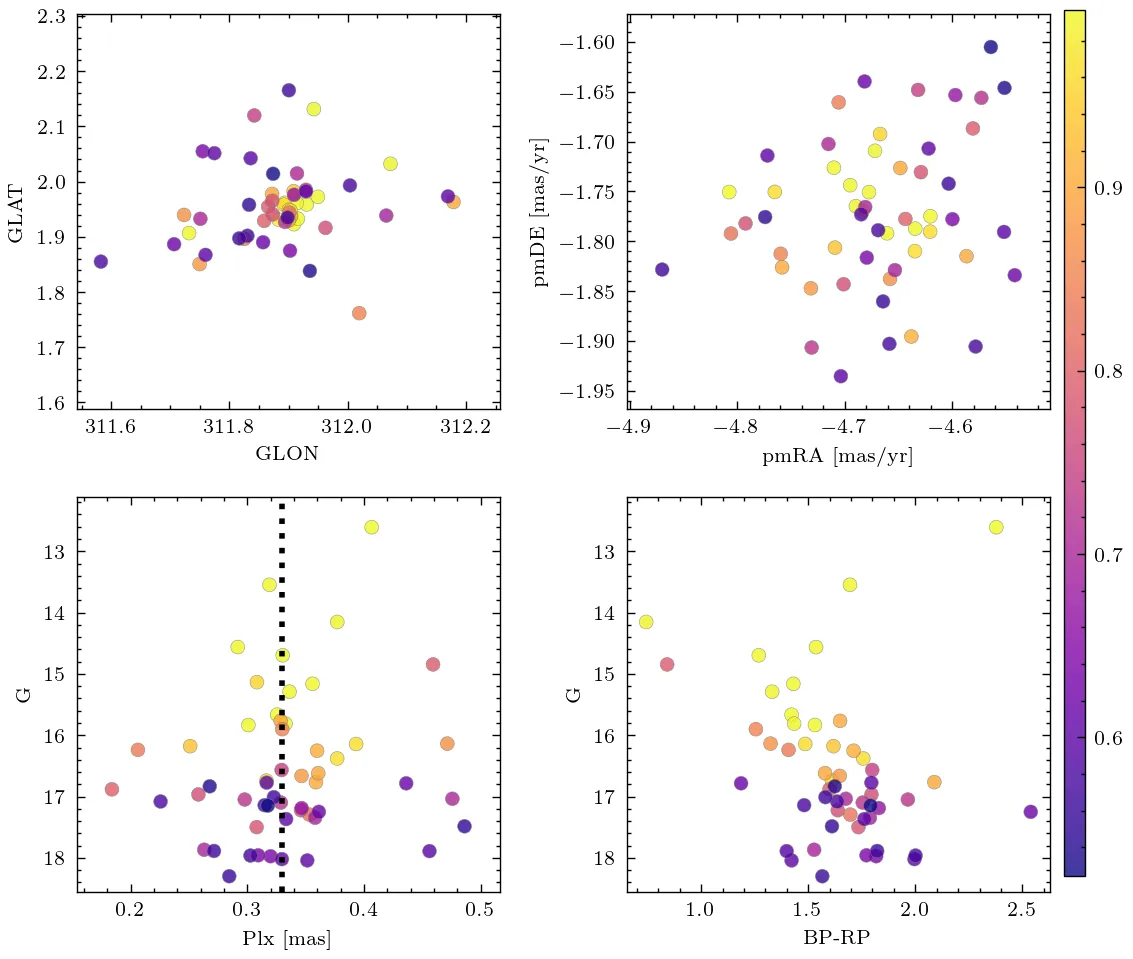 2.3
2.2
2.1
2.0
1.9
1.8
1.7
1.6
GLAT
311.6 311.8 312.0 312.2
GLON
−1.60
−1.65
−1.70
−1.75
−1.80
−1.85
−1.90
−1.95
pmDE [mas/yr]
−4.9 −4.8 −4.7 −4.6
pmRA [mas/yr]
0.9
0.8
0.7
0.6
13
14
15
16
17
18
G
0.2 0.3 0.4 0.5
Plx [mas]
13
14
15
16
17
18
G
1.0 1.5 2.0 2.5
BP-RP